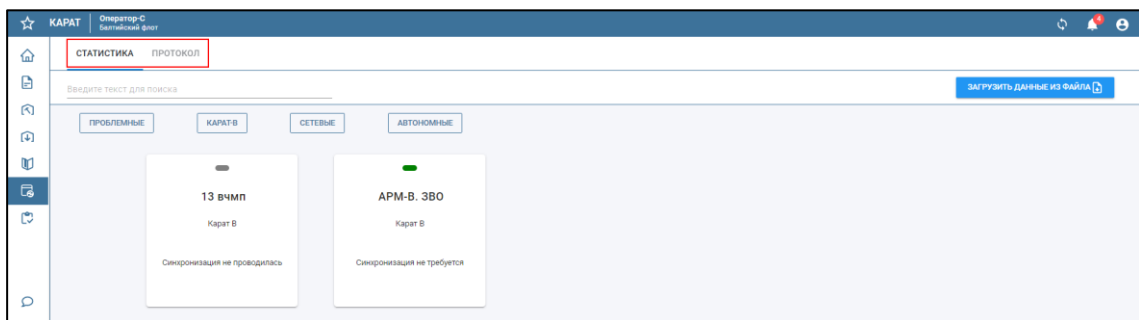 КАРАТ
Оператор-С
Балтийский флот
4
СТАТИСТИКА ПРОТОКОЛ
Введите текст для поиска
ЗАГРУЗИТЬ ДАННЫЕ ИЗ ФАЙЛА
ПРОБЛЕМНЫЕ КАРАТ-В СЕТЕВЫЕ АВТОНОМНЫЕ
13 вчмп АРМ-В. ЗВО
Карат В Карат В
Синхронизация не проводилась Синхронизация не требуется